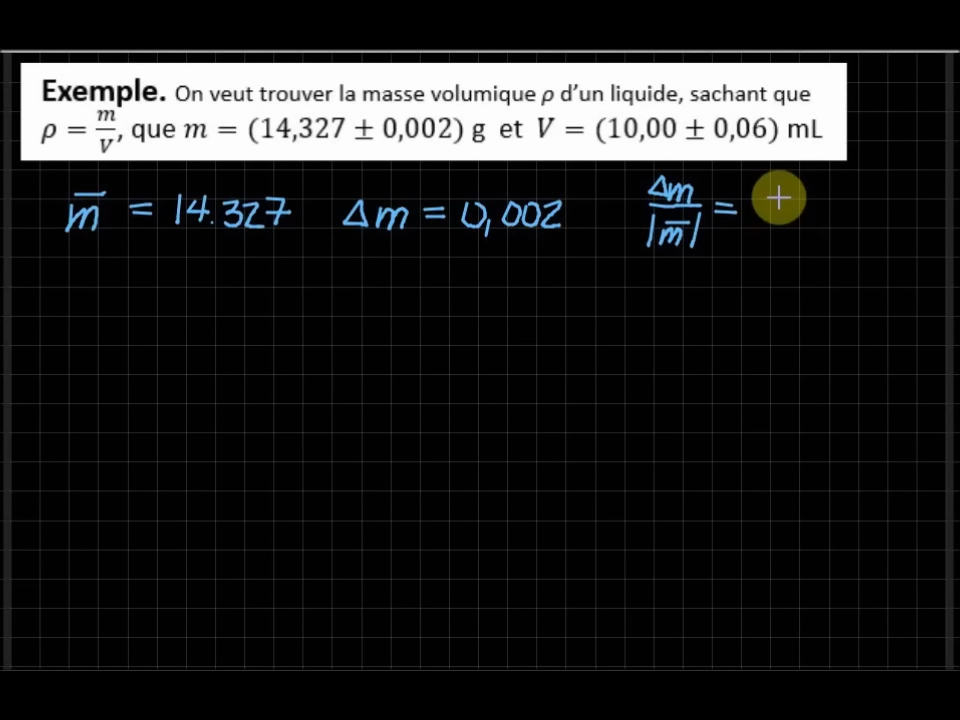 Exemple. On veut trouver la masse volumique ρ d'un liquide, sachant que
ρ = m/V, que m = (14,327 ± 0,002) g et V = (10,00 ± 0,06) mL
m̅ = 14.327 Δm = 0,002 Δm/|m̅| =